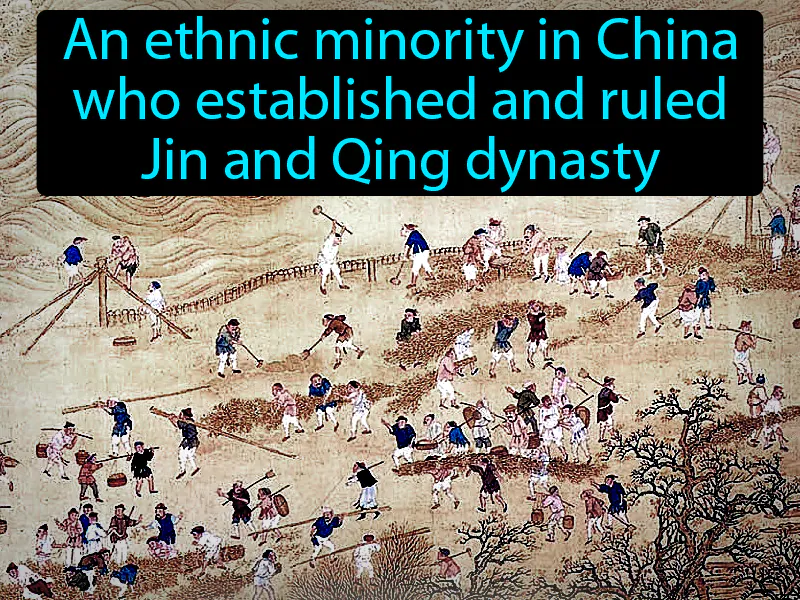 An ethnic minority in China
who established and ruled
Jin and Qing dynasty